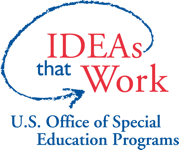 IDEAs
that Work
U.S. Office of Special
Education Programs